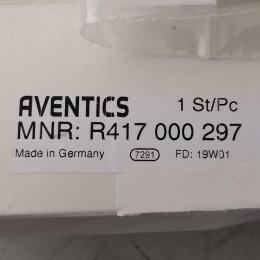 AVENTICS 1 St/Pc
MNR: R417 000 297
Made in Germany 7291 FD: 19W01